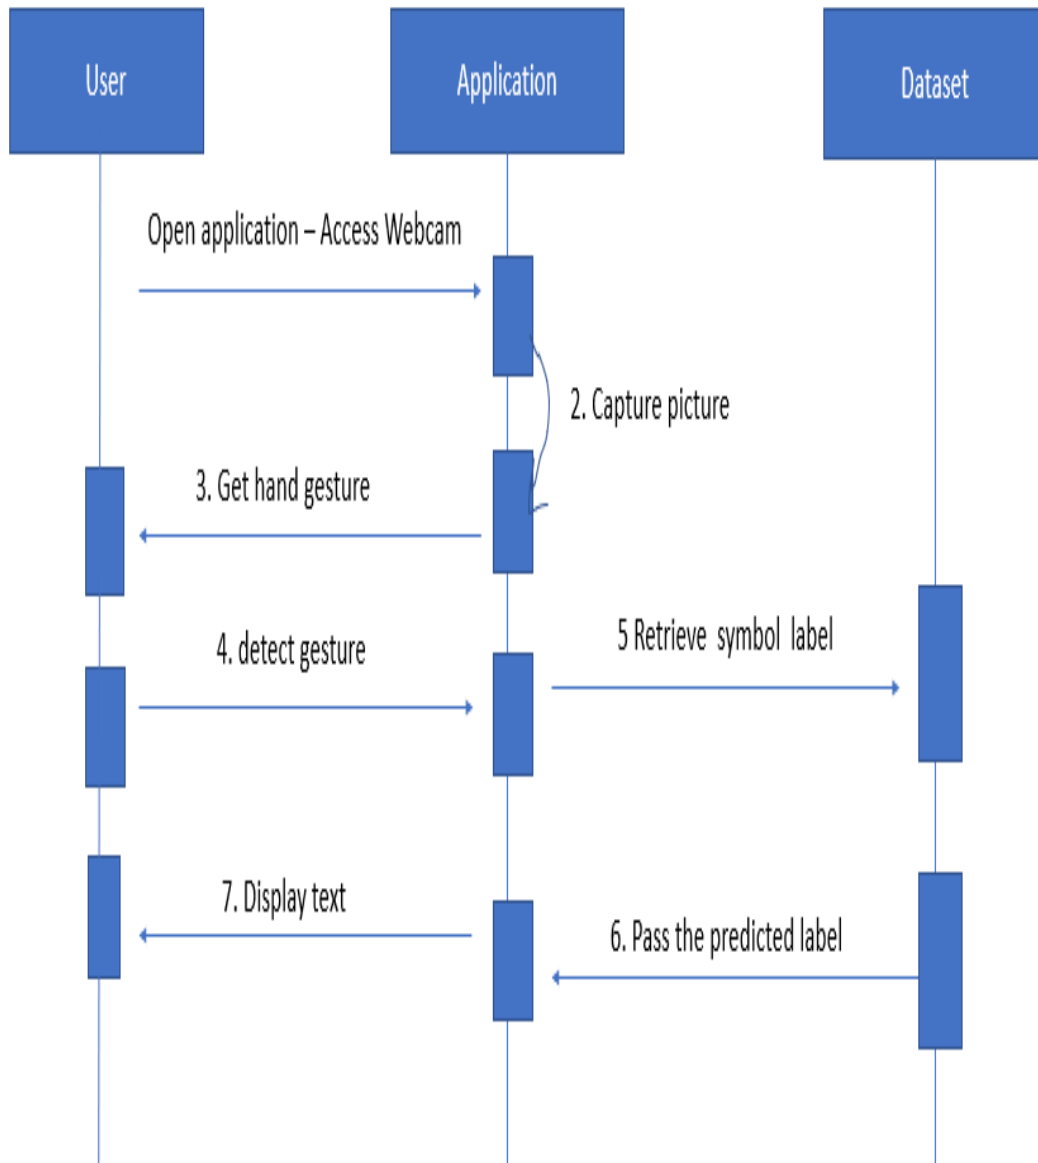 User
Application
Dataset
Open application – Access Webcam
2. Capture picture
3. Get hand gesture
4. detect gesture
5 Retrieve symbol label
7. Display text
6. Pass the predicted label